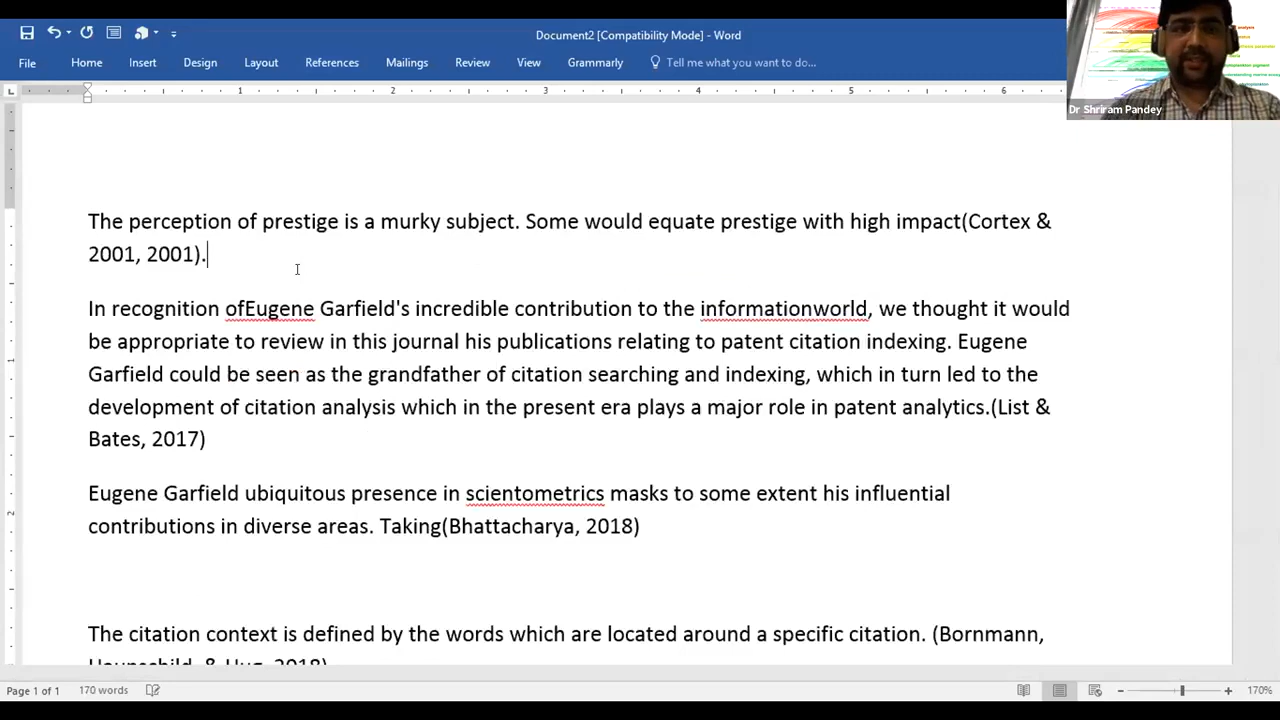 Document2 [Compatibility Mode] - Word
File Home Insert Design Layout References Mailings Review View Grammarly Tell me what you want to do...
Dr Shriram Pandey
L 2 5 6
The perception of prestige is a murky subject. Some would equate prestige with high impact(Cortex &
2001, 2001).
In recognition ofEugene Garfield's incredible contribution to the informationworld, we thought it would
be appropriate to review in this journal his publications relating to patent citation indexing. Eugene
Garfield could be seen as the grandfather of citation searching and indexing, which in turn led to the
development of citation analysis which in the present era plays a major role in patent analytics.(List &
Bates, 2017)
Eugene Garfield ubiquitous presence in scientometrics masks to some extent his influential
contributions in diverse areas. Taking(Bhattacharya, 2018)
The citation context is defined by the words which are located around a specific citation. (Bornmann,
& Hug, 2018)
Page 1 of 1 170 words 170%